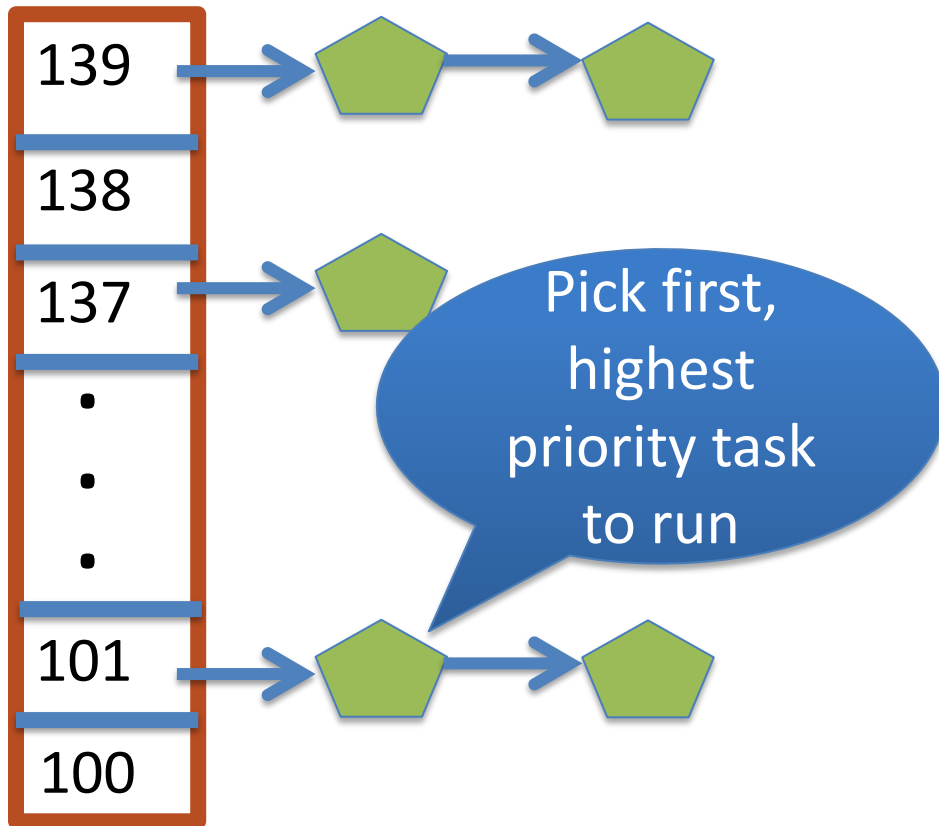 139
138
137
.
.
.
101
100
Pick first,
highest
priority task
to run